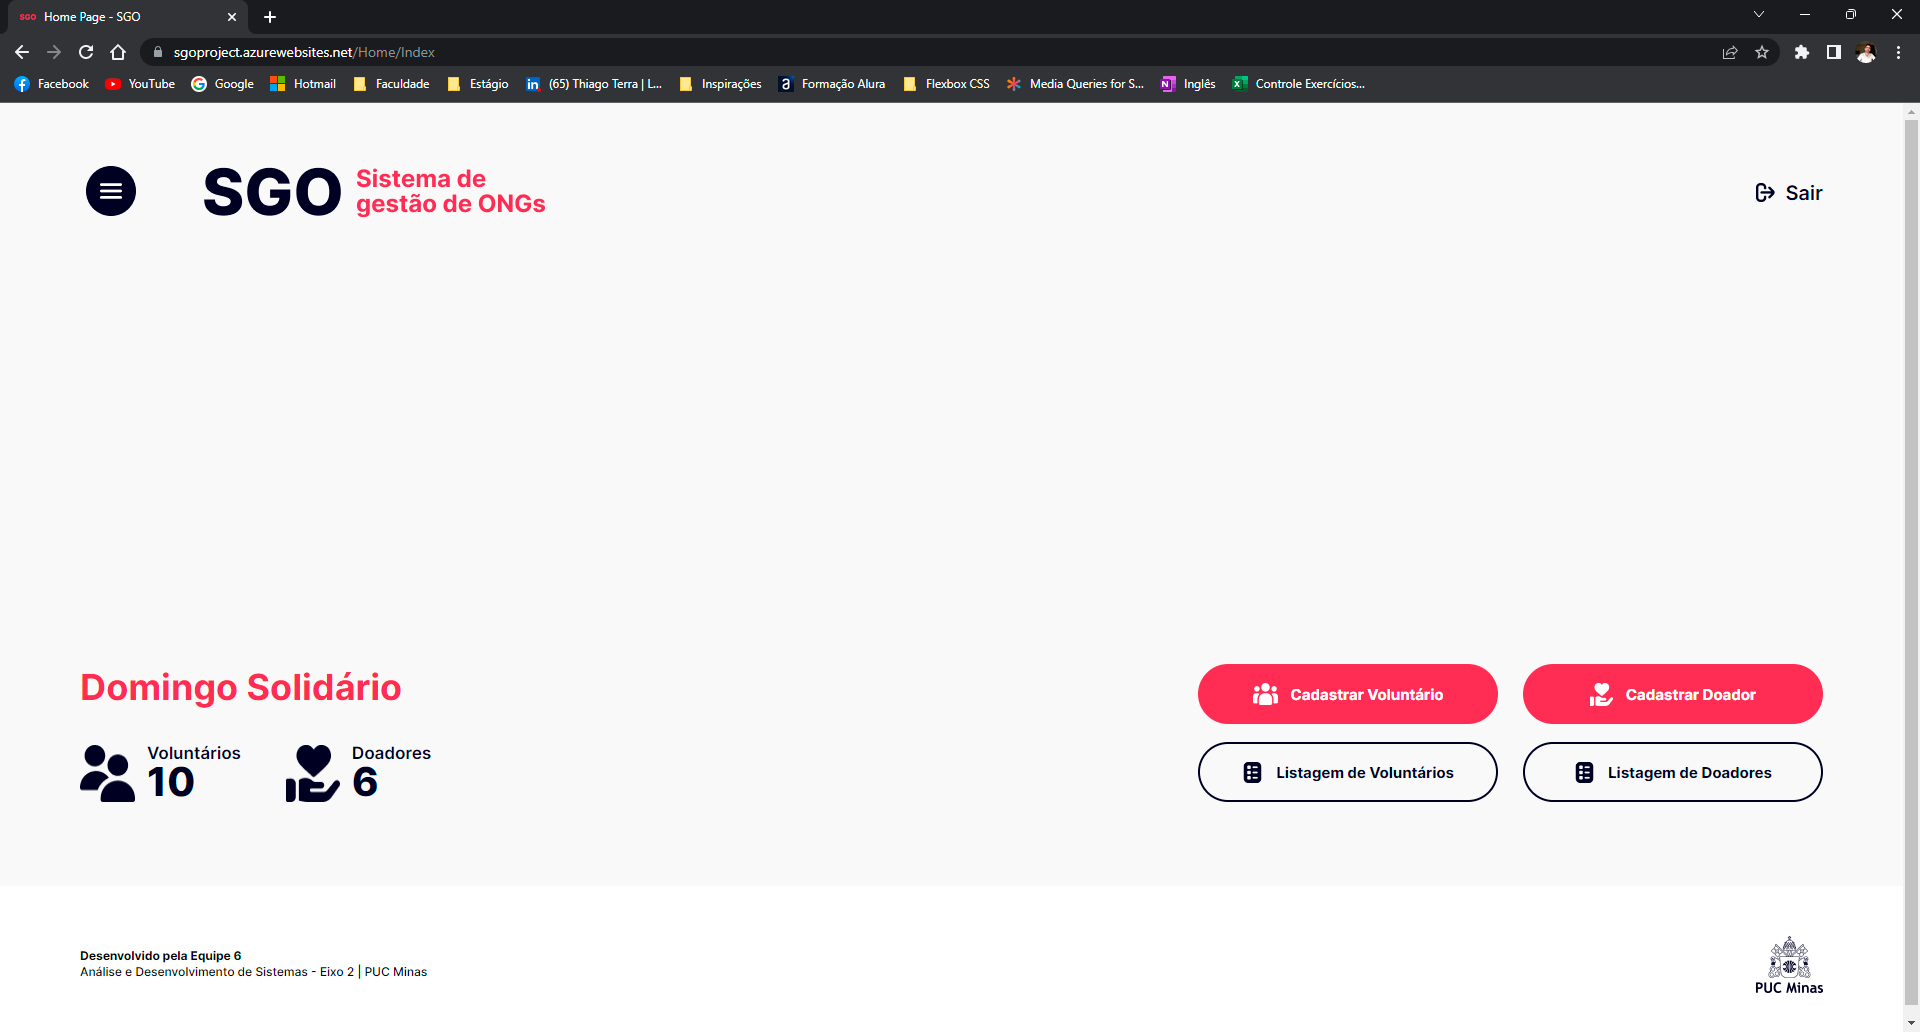 SGO Home Page - SGO
sgoproject.azurewebsites.net/Home/Index
Facebook YouTube Google Hotmail Faculdade Estágio (65) Thiago Terra | L... Inspirações Formação Alura Flexbox CSS Media Queries for S... Inglês Controle Exercícios...
SGO
Sistema de
gestão de ONGs
Sair
Domingo Solidário
Voluntários
10
Doadores
6
Cadastrar Voluntário
Cadastrar Doador
Listagem de Voluntários
Listagem de Doadores
Desenvolvido pela Equipe 6
Análise e Desenvolvimento de Sistemas - Eixo 2 | PUC Minas
PUC Minas